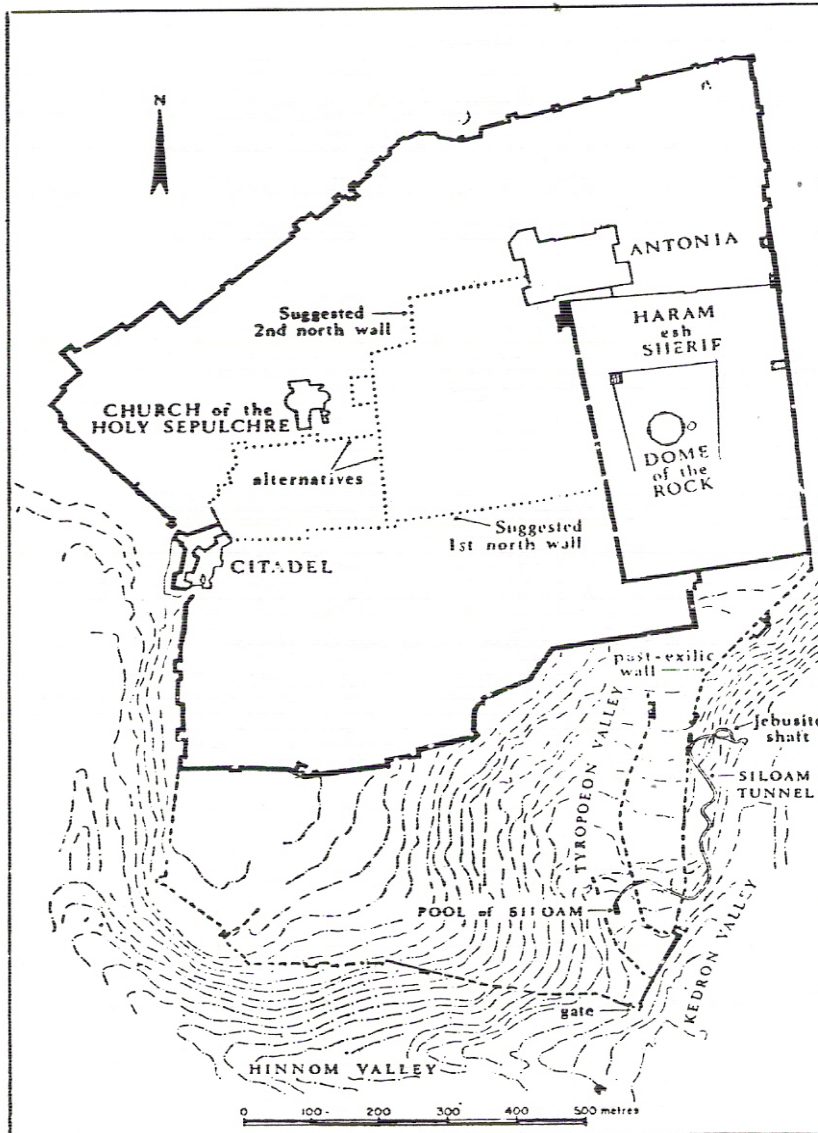 N
ANTONIA
Suggested
2nd north wall
HARAM
esh
SHERIF
CHURCH of the
HOLY SEPULCHRE
DOME
of the
ROCK
alternatives
Suggested
1st north wall
CITADEL
post-exilic
wall
TYROPOEON VALLEY
Jebusite
shaft
SILOAM
TUNNEL
POOL of SILOAM
KEDRON VALLEY
gate
HINNOM VALLEY
0 100 200 300 400 500 metres